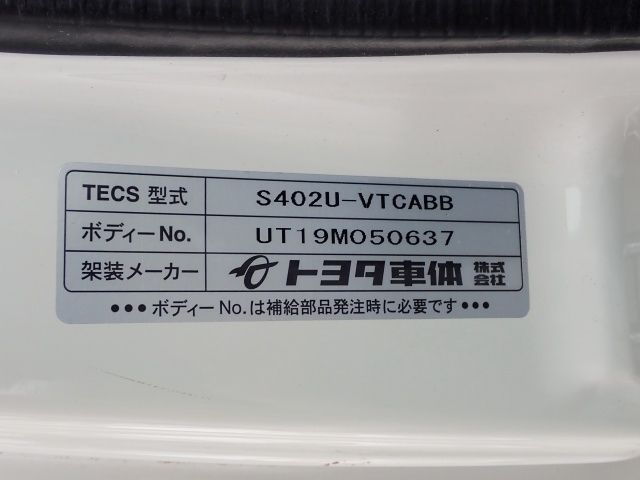 TECS 型式 S402U-VTCABB
ボディーNo. UT19M050637
架装メーカー トヨタ車体 株式会社
•••ボディーNo.は補給部品発注時に必要です•••